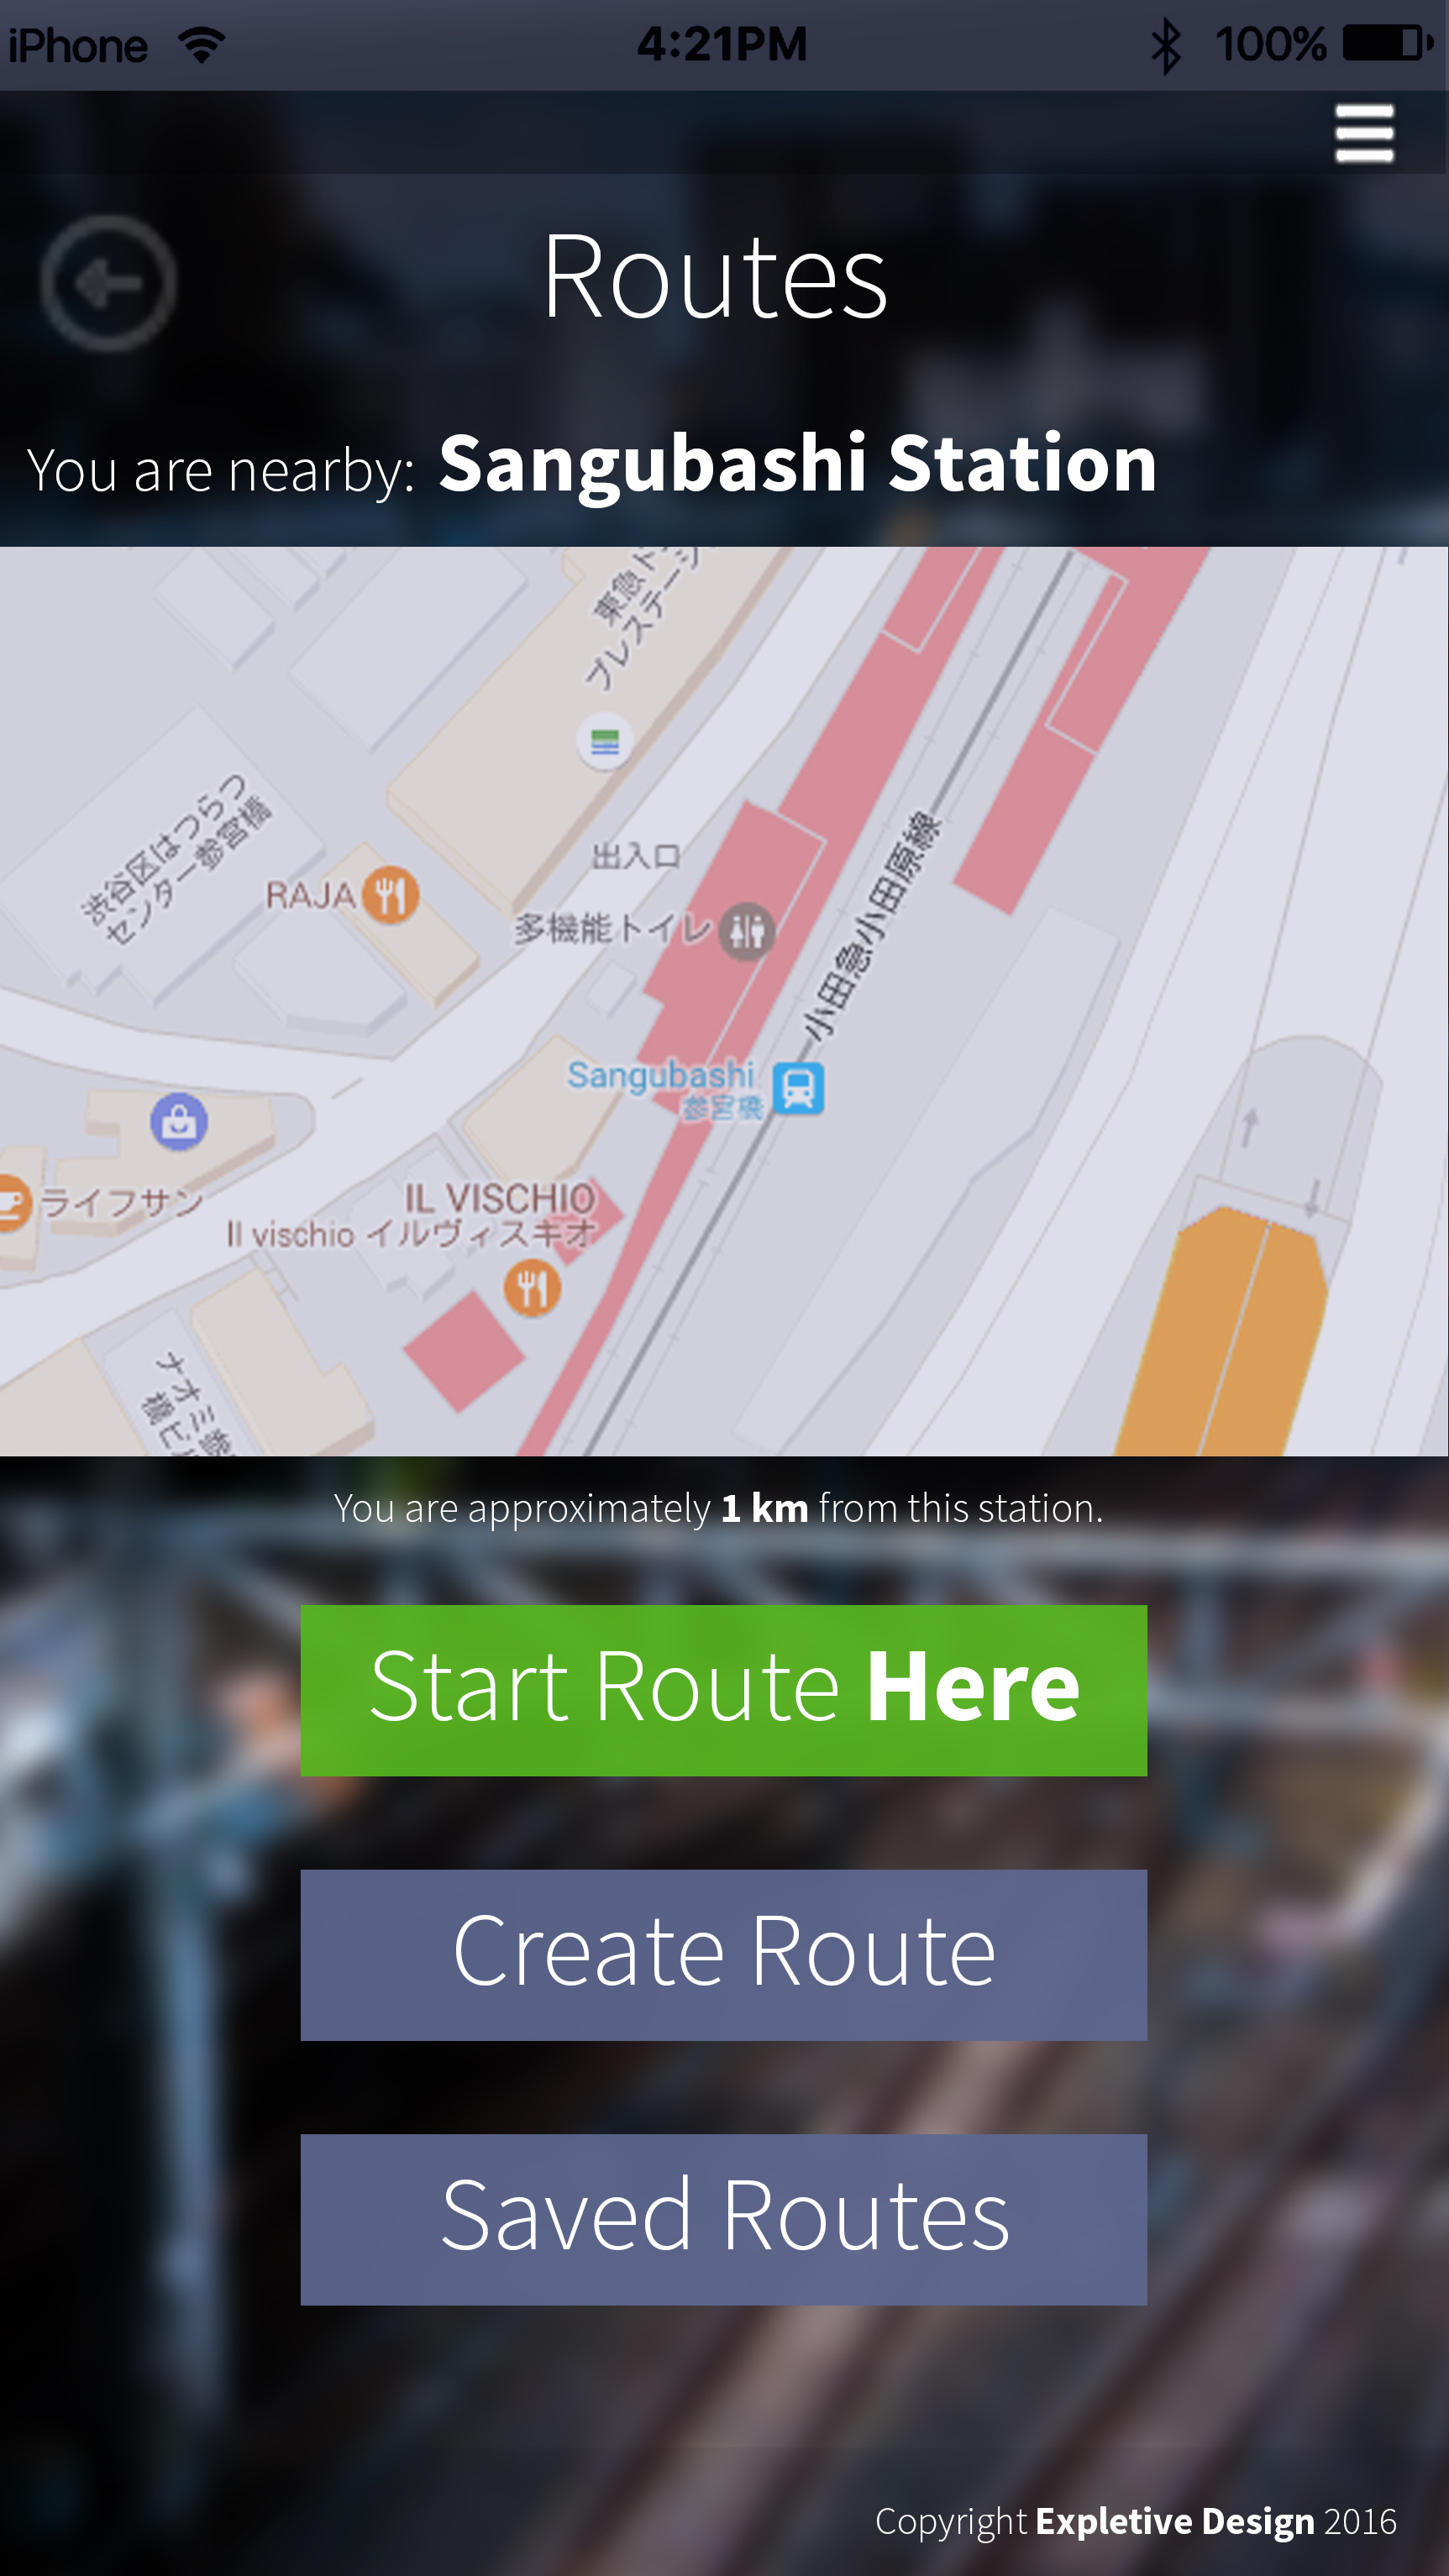 iPhone 4:21PM 100%
Routes
You are nearby: Sangubashi Station
東急ド
プレステージ
渋谷区はつらつ
センター参宮橋
RAJA
出入口
多機能トイレ
小田急小田原線
Sangubashi
参宮橋
ライフサン
IL VISCHIO
Il vischio イルヴィスキオ
ナオミ参
橋ビル
You are approximately 1 km from this station.
Start Route Here
Create Route
Saved Routes
Copyright Expletive Design 2016